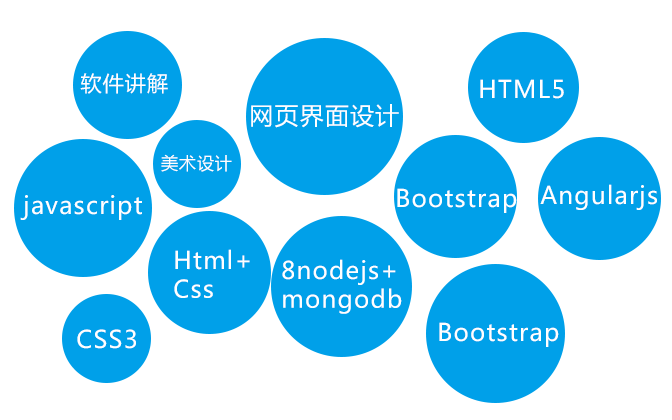 软件讲解
网页界面设计
HTML5
美术设计
javascript
Bootstrap
Angularjs
Html+
Css
8nodejs+
mongodb
CSS3
Bootstrap